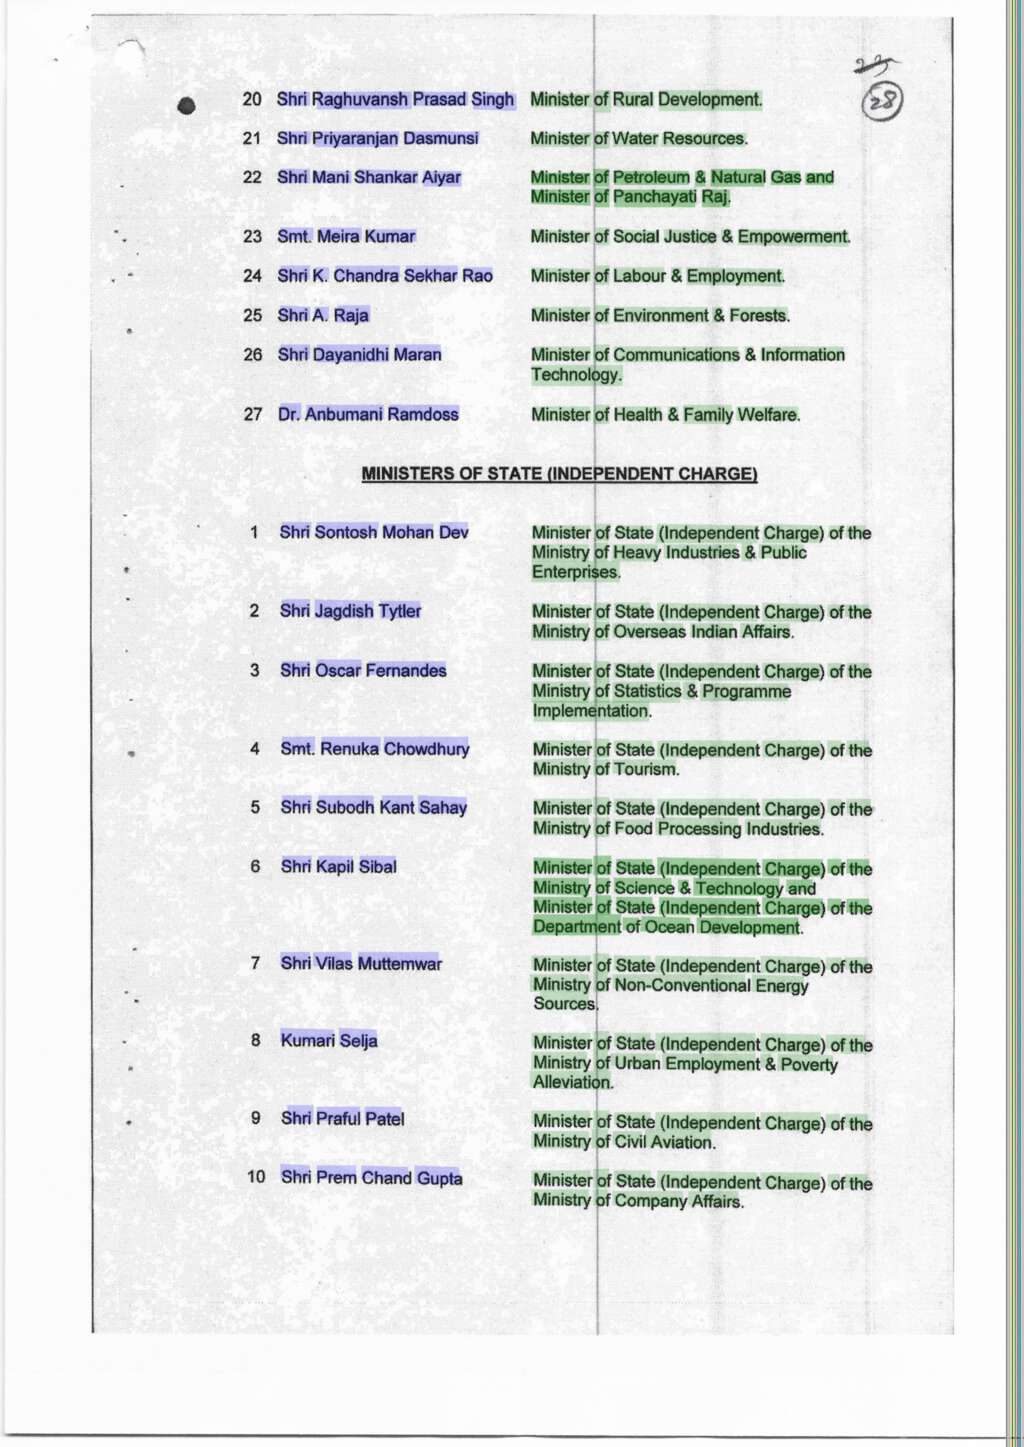 28
20 Shri Raghuvansh Prasad Singh Minister of Rural Development.
21 Shri Priyaranjan Dasmunsi Minister of Water Resources.
22 Shri Mani Shankar Aiyar Minister of Petroleum & Natural Gas and
Minister of Panchayati Raj.
23 Smt. Meira Kumar Minister of Social Justice & Empowerment.
24 Shri K. Chandra Sekhar Rao Minister of Labour & Employment.
25 Shri A. Raja Minister of Environment & Forests.
26 Shri Dayanidhi Maran Minister of Communications & Information
Technology.
27 Dr. Anbumani Ramdoss Minister of Health & Family Welfare.
MINISTERS OF STATE (INDEPENDENT CHARGE)
1 Shri Sontosh Mohan Dev Minister of State (Independent Charge) of the
Ministry of Heavy Industries & Public
Enterprises.
2 Shri Jagdish Tytler Minister of State (Independent Charge) of the
Ministry of Overseas Indian Affairs.
3 Shri Oscar Fernandes Minister of State (Independent Charge) of the
Ministry of Statistics & Programme
Implementation.
4 Smt. Renuka Chowdhury Minister of State (Independent Charge) of the
Ministry of Tourism.
5 Shri Subodh Kant Sahay Minister of State (Independent Charge) of the
Ministry of Food Processing Industries.
6 Shri Kapil Sibal Minister of State (Independent Charge) of the
Ministry of Science & Technology and
Minister of State (Independent Charge) of the
Department of Ocean Development.
7 Shri Vilas Muttemwar Minister of State (Independent Charge) of the
Ministry of Non-Conventional Energy
Sources.
8 Kumari Selja Minister of State (Independent Charge) of the
Ministry of Urban Employment & Poverty
Alleviation.
9 Shri Praful Patel Minister of State (Independent Charge) of the
Ministry of Civil Aviation.
10 Shri Prem Chand Gupta Minister of State (Independent Charge) of the
Ministry of Company Affairs.